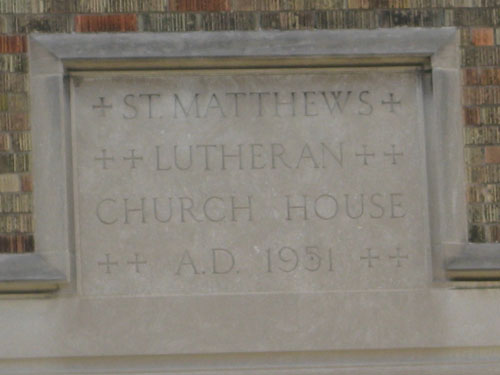 ✠ ST. MATTHEWS ✠
✠ ✠ LUTHERAN ✠ ✠
CHURCH HOUSE
✠ ✠ A.D. 1951 ✠ ✠